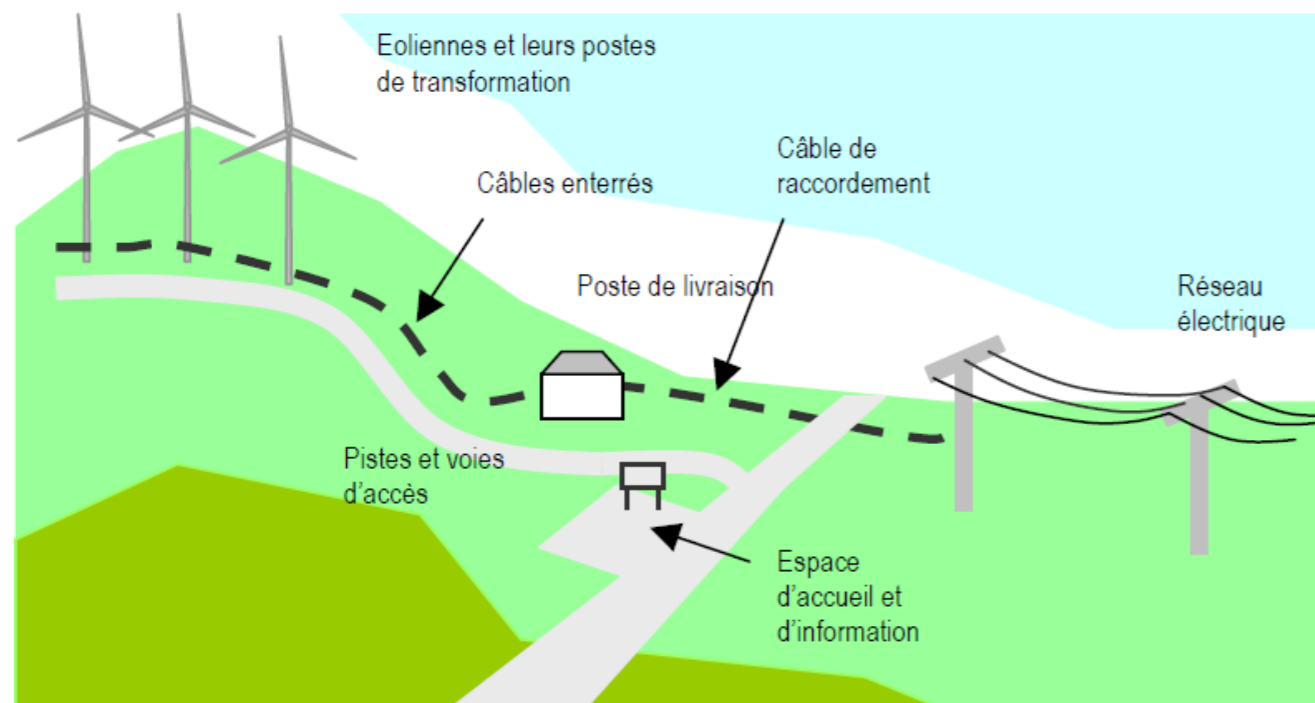 Eoliennes et leurs postes
de transformation
Câbles enterrés
Câble de
raccordement
Poste de livraison
Réseau
électrique
Pistes et voies
d'accès
Espace
d'accueil et
d'information